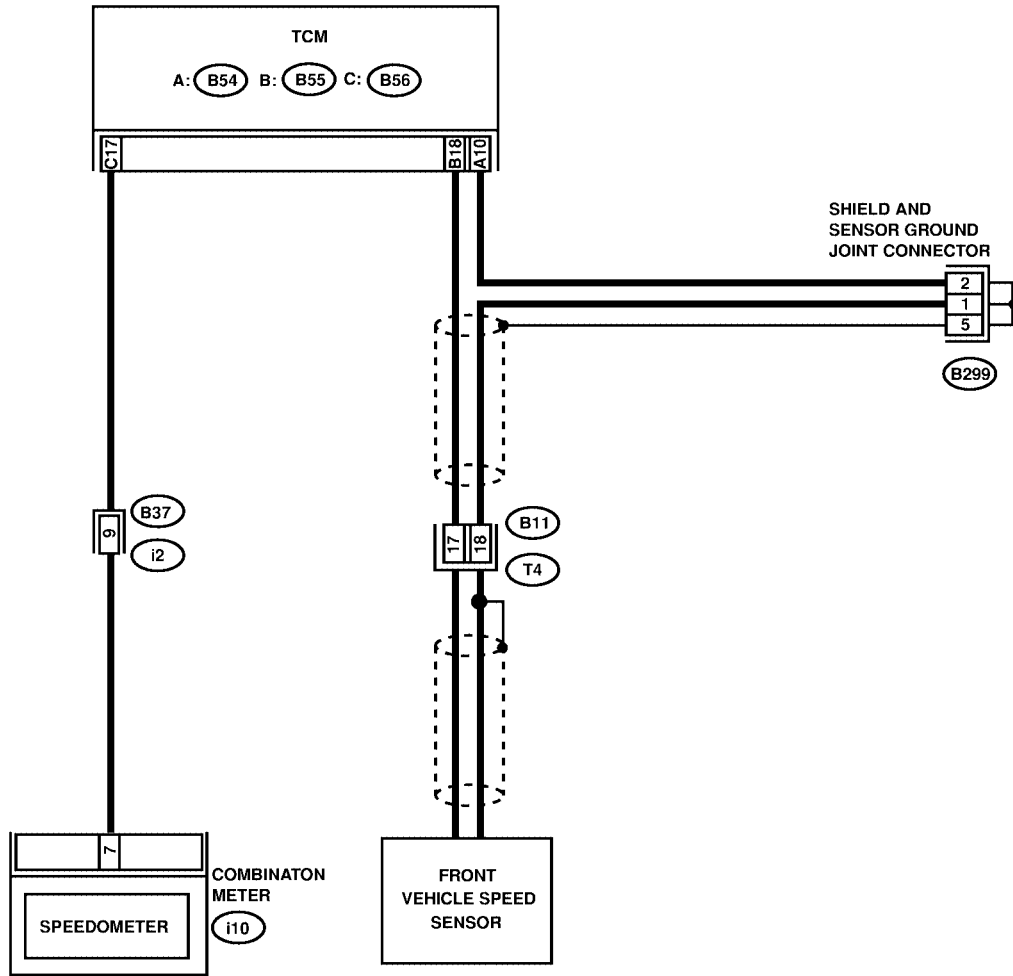 TCM
A: B54 B: B55 C: B56
C17
B18
A10
SHIELD AND
SENSOR GROUND
JOINT CONNECTOR
2
1
5
B299
B37
9
i2
B11
17
18
T4
7
COMBINATON
METER
SPEEDOMETER
i10
FRONT
VEHICLE SPEED
SENSOR